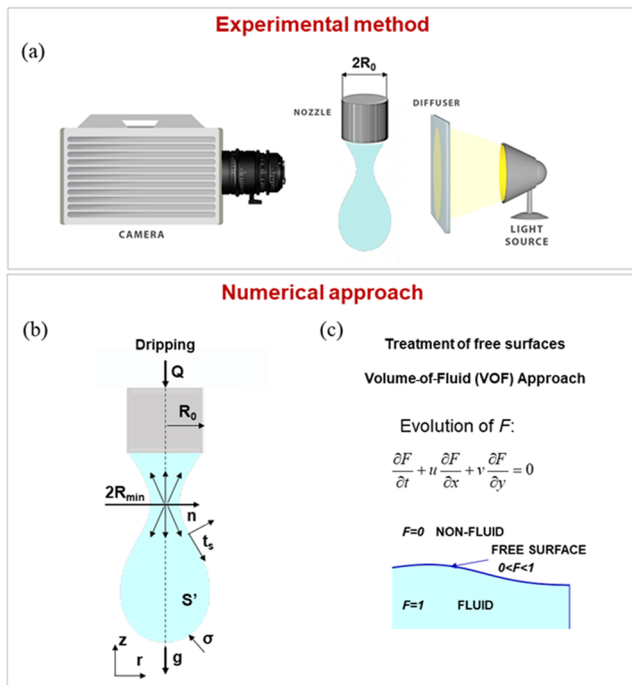 Experimental method
(a)
2R₀
NOZZLE
DIFFUSER
CAMERA
LIGHT
SOURCE
Numerical approach
(b)
(c)
Dripping
Q
R₀
2Rmin
n
tₛ
S'
σ
z
r
g
Treatment of free surfaces
Volume-of-Fluid (VOF) Approach
Evolution of F:
∂F/∂t + u ∂F/∂x + v ∂F/∂y = 0
F=0 NON-FLUID
FREE SURFACE
0<F<1
F=1 FLUID